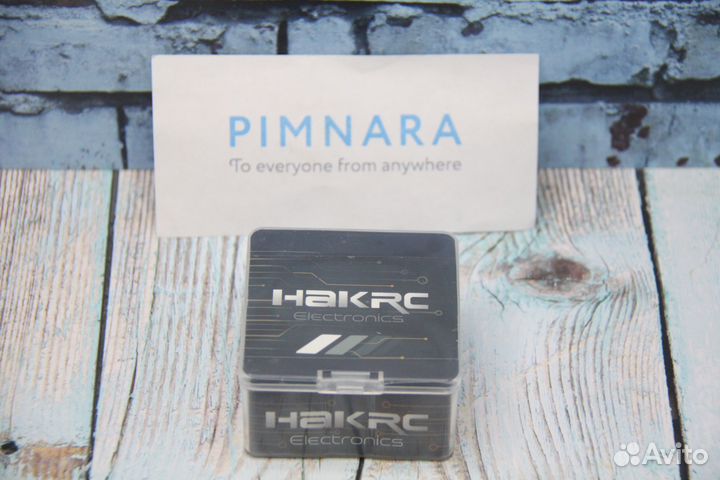 PIMNARA
To everyone from anywhere
HAKRC
Electronics
HAKRC
Electronics
Avito